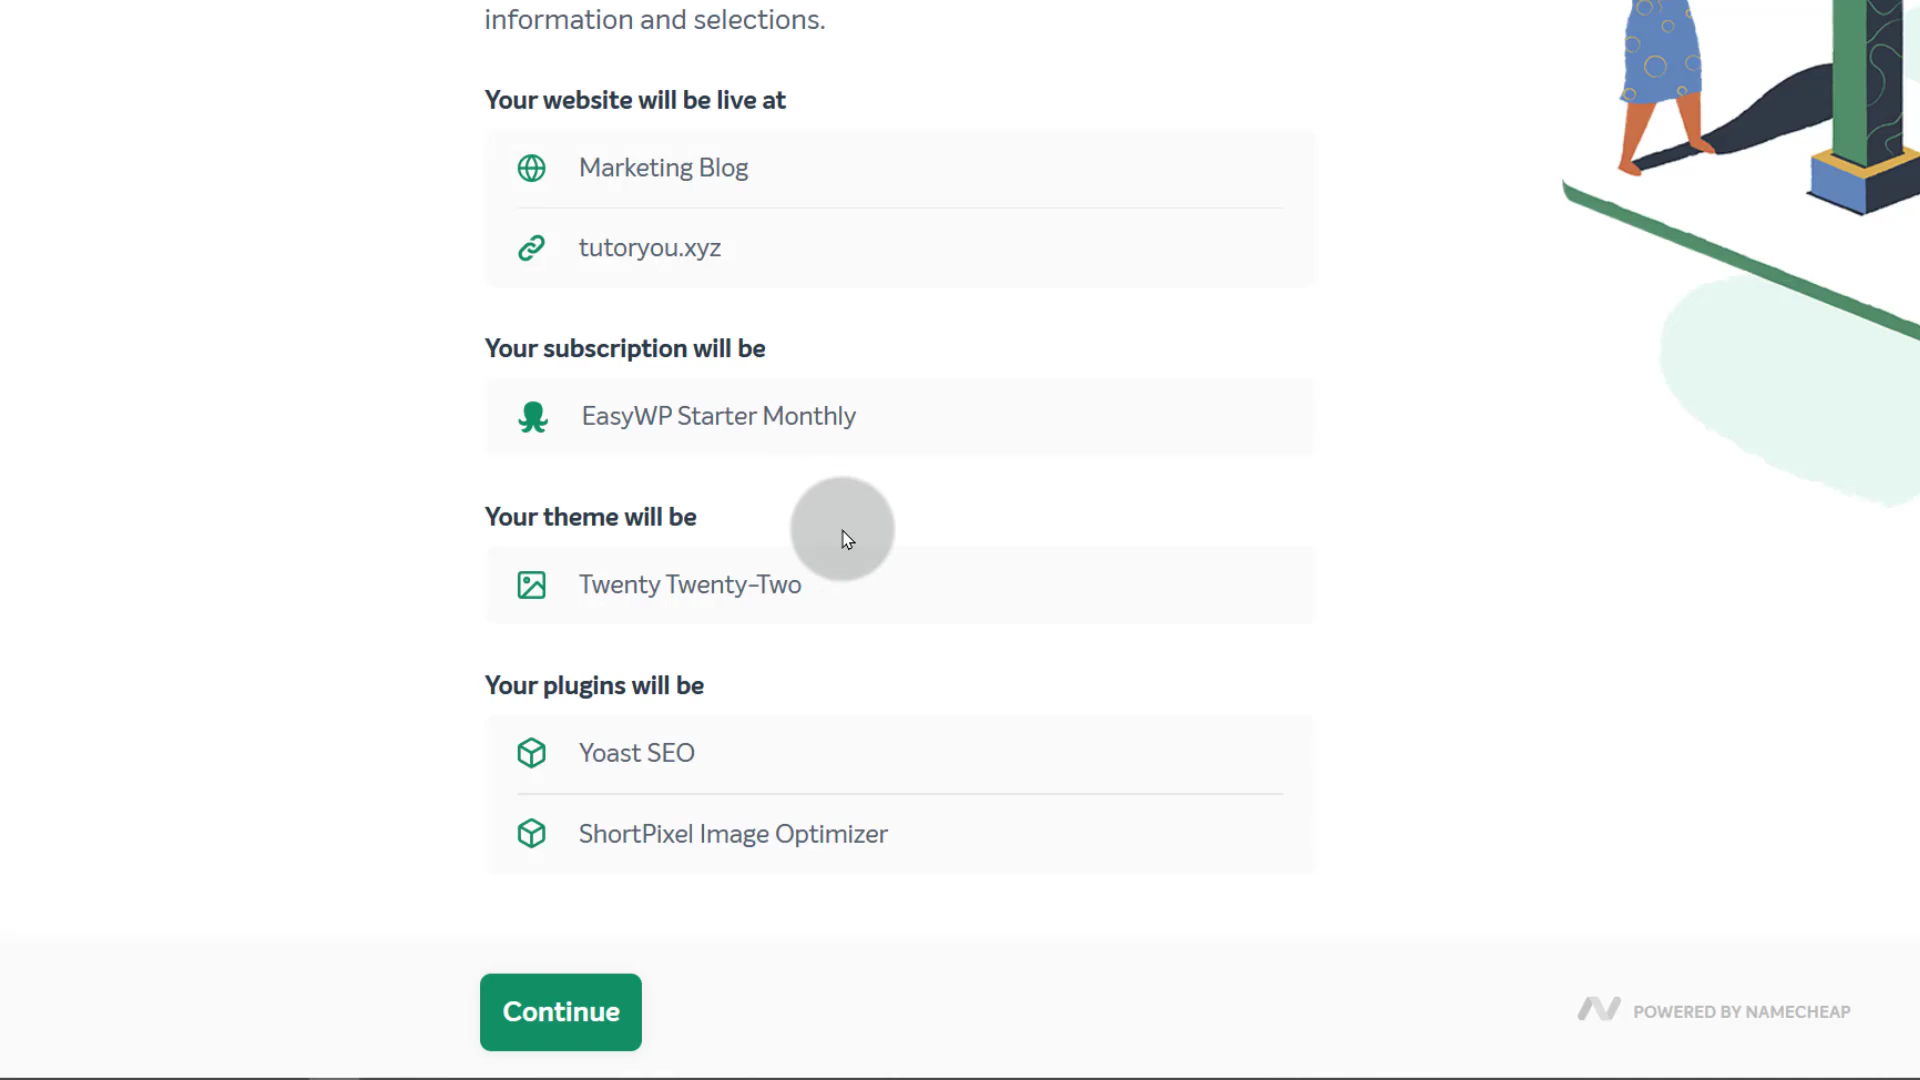 information and selections.
Your website will be live at
Marketing Blog
tutoryou.xyz
Your subscription will be
EasyWP Starter Monthly
Your theme will be
Twenty Twenty-Two
Your plugins will be
Yoast SEO
ShortPixel Image Optimizer
Continue
POWERED BY NAMECHEAP